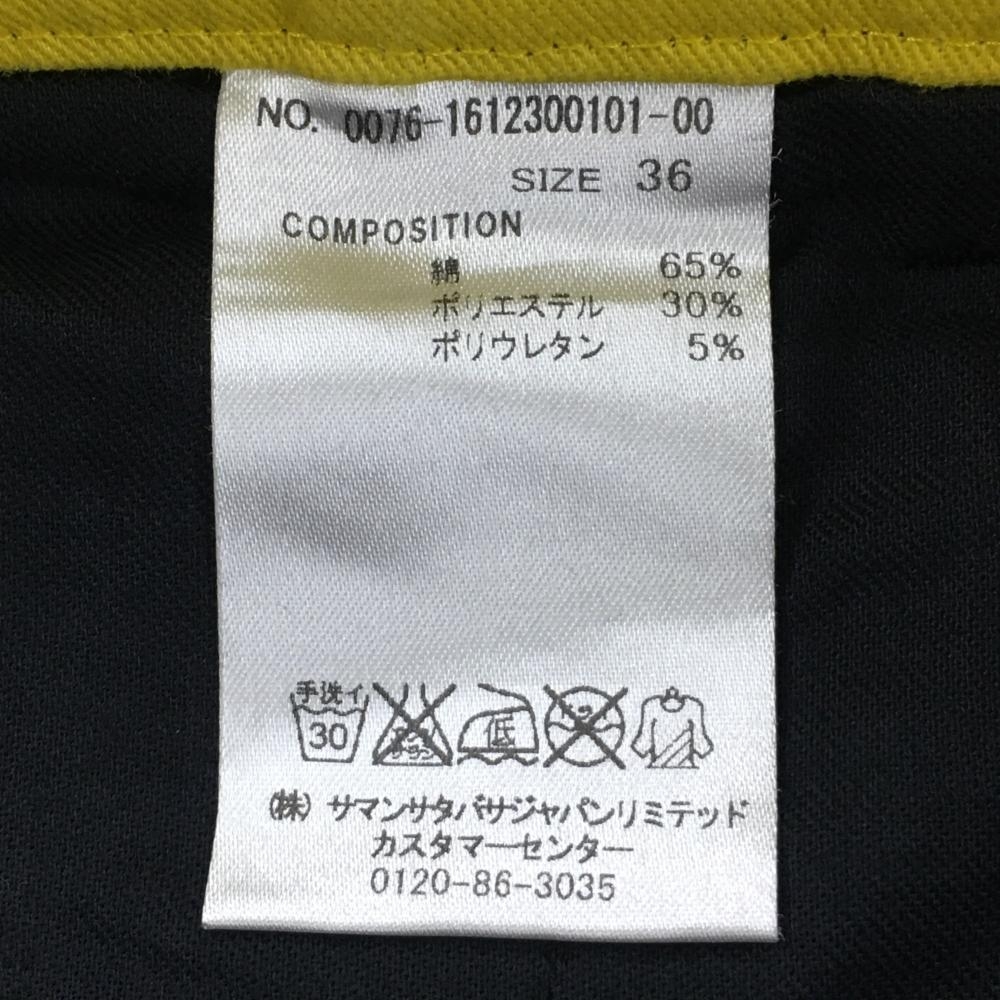 NO. 0076-1612300101-00
SIZE 36
COMPOSITION
綿 65%
ポリエステル 30%
ポリウレタン 5%
手洗イ
30
低
(株) サマンサタバサジャパンリミテッド
カスタマーセンター
0120-86-3035